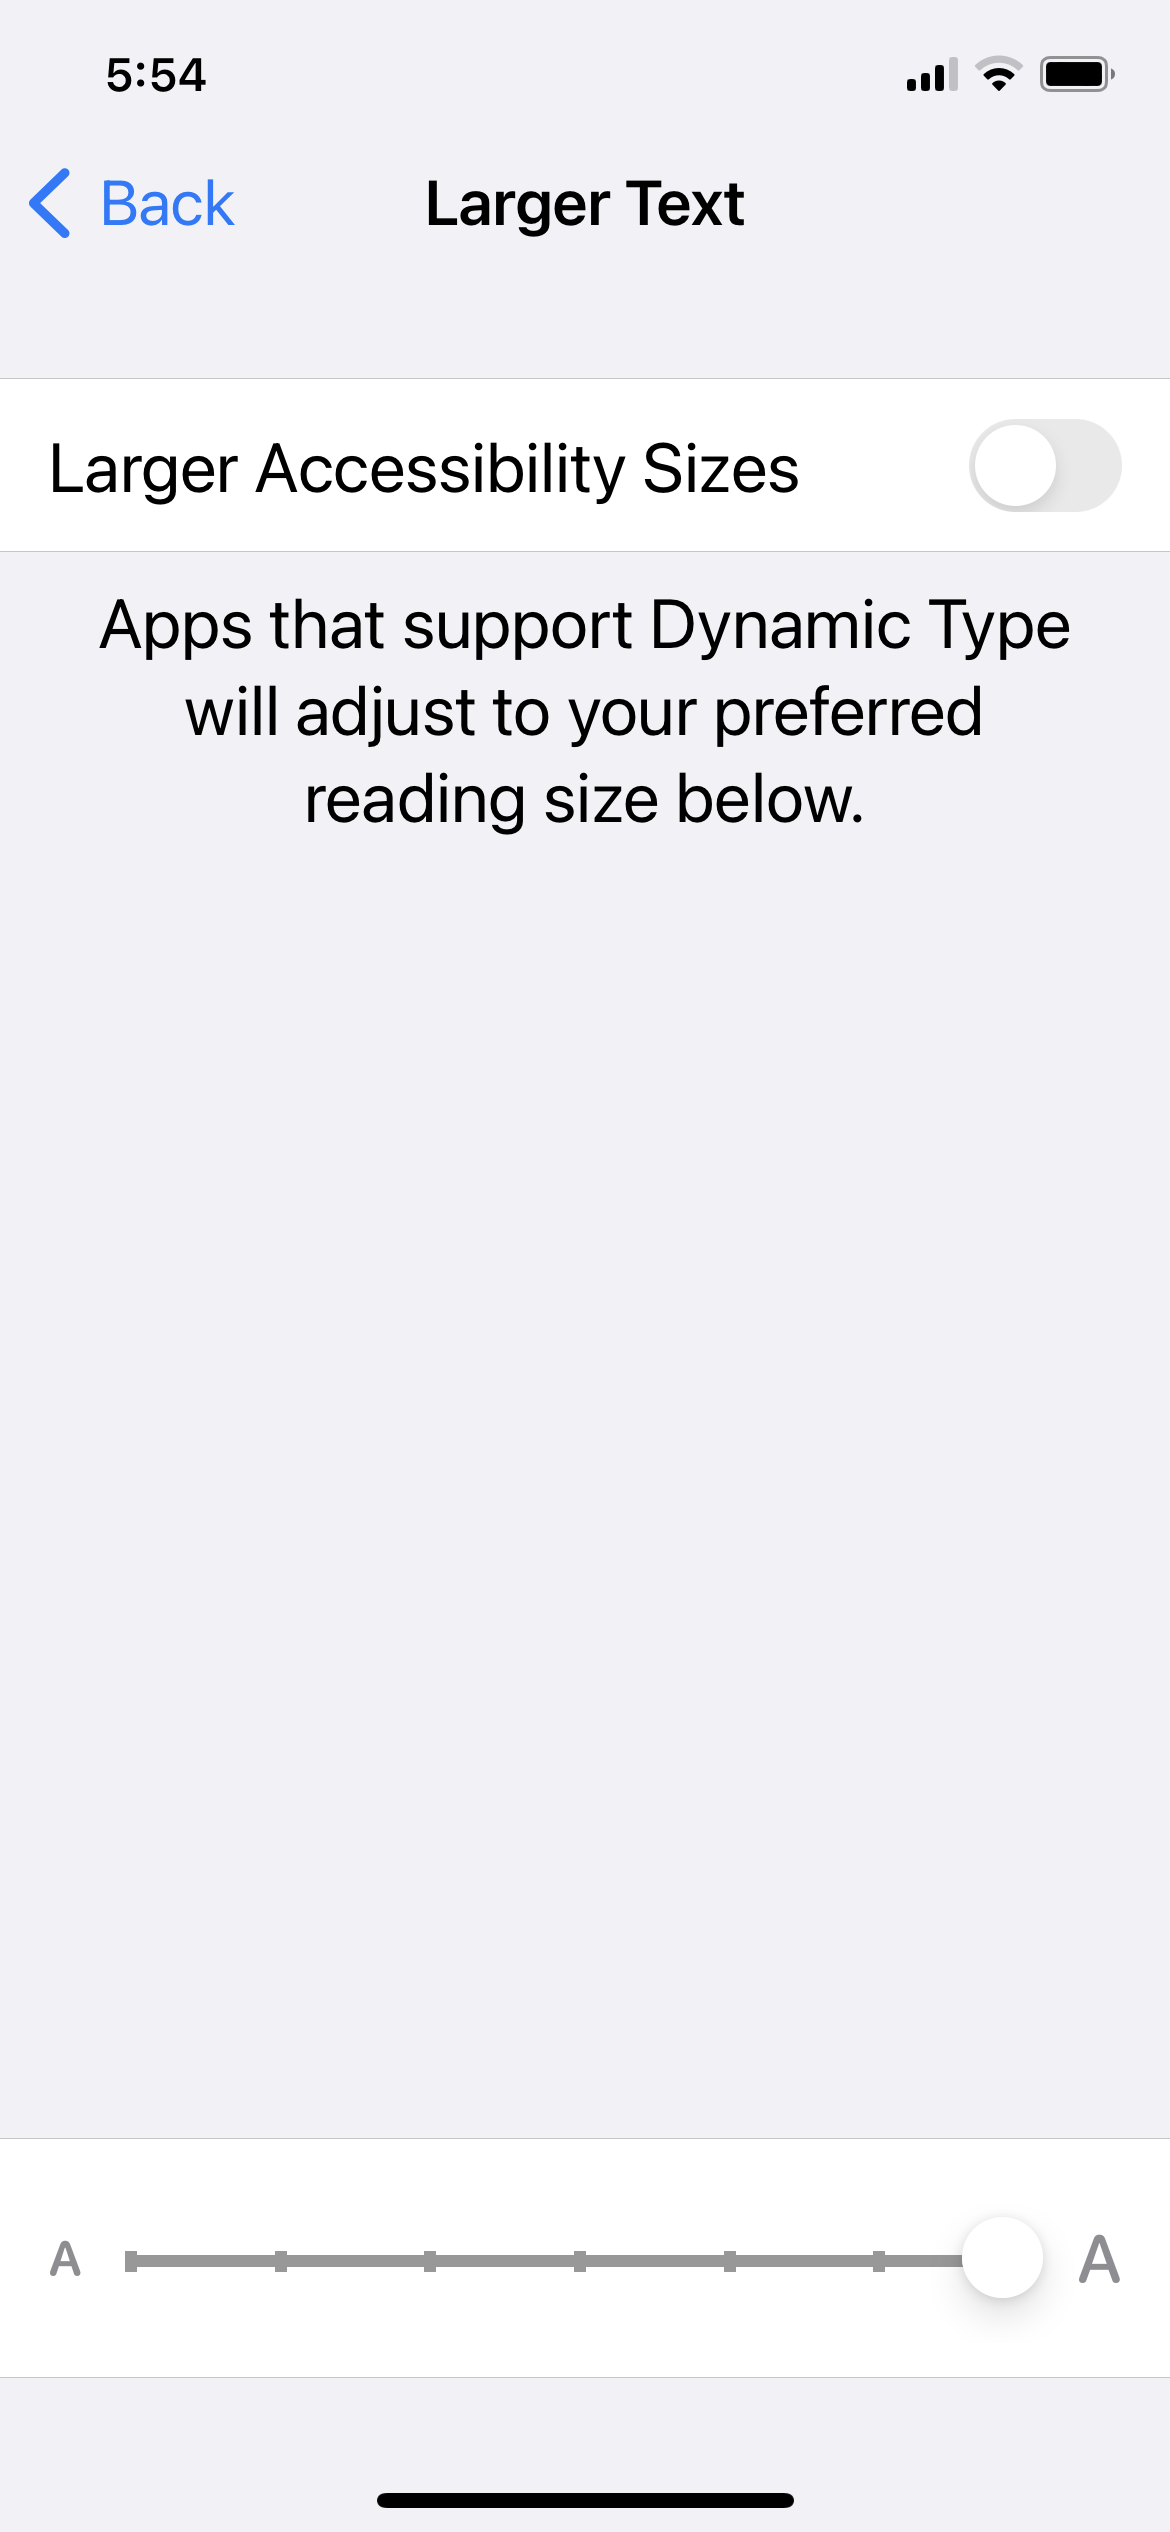 5:54
Back
Larger Text
Larger Accessibility Sizes
Apps that support Dynamic Type
will adjust to your preferred
reading size below.
A
A